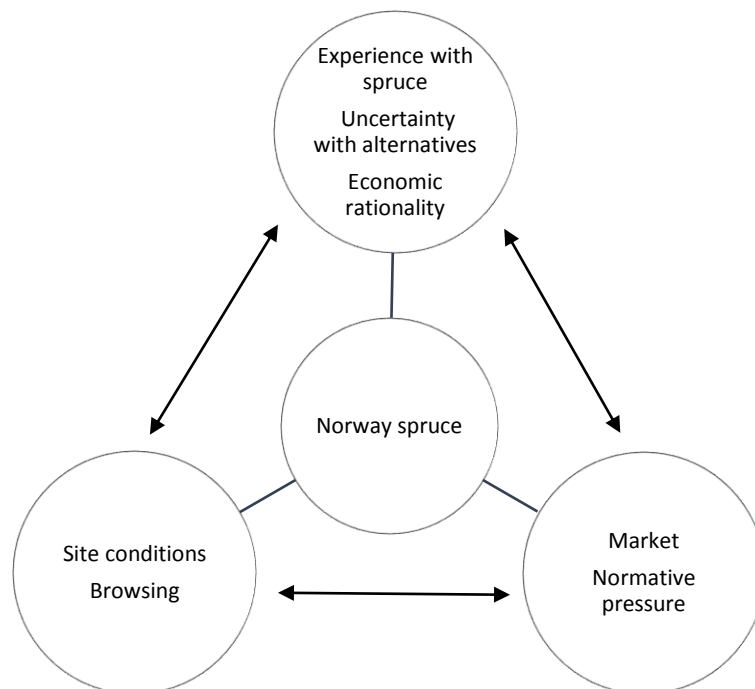 Experience with
spruce
Uncertainty
with alternatives
Economic
rationality
Norway spruce
Site conditions
Browsing
Market
Normative
pressure